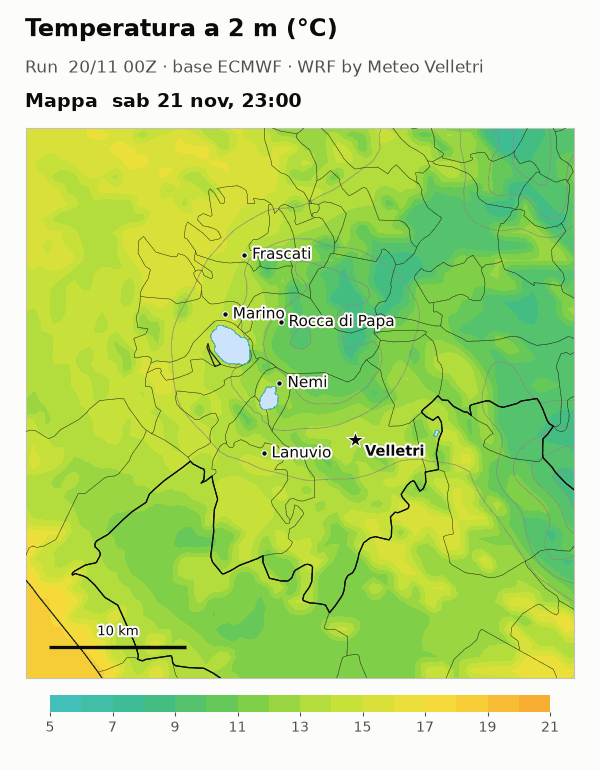 Temperatura a 2 m (°C)
Run  20/11 00Z · base ECMWF · WRF by Meteo Velletri
Mappa  sab 21 nov, 23:00
Frascati
Marino
Rocca di Papa
Nemi
Velletri
Lanuvio
10 km
5 7 9 11 13 15 17 19 21